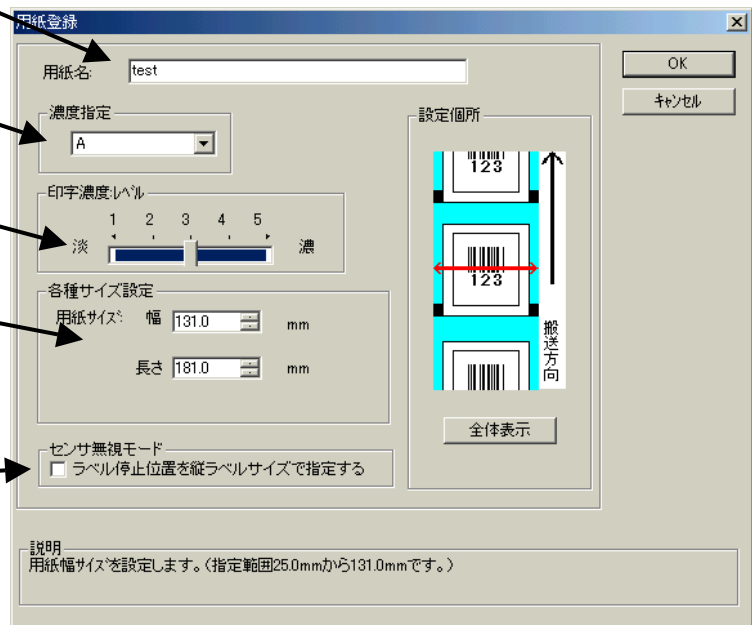 用紙登録
用紙名: test
OK
キャンセル
濃度指定
A
印字濃度レベル
1 2 3 4 5
淡 濃
各種サイズ設定
用紙サイズ: 幅 131.0 mm
長さ 181.0 mm
センサ無視モード
ラベル停止位置を縦ラベルサイズで指定する
設定個所
123
123
搬送方向
全体表示
説明
用紙幅サイズを設定します。(指定範囲25.0mmから131.0mmです。)